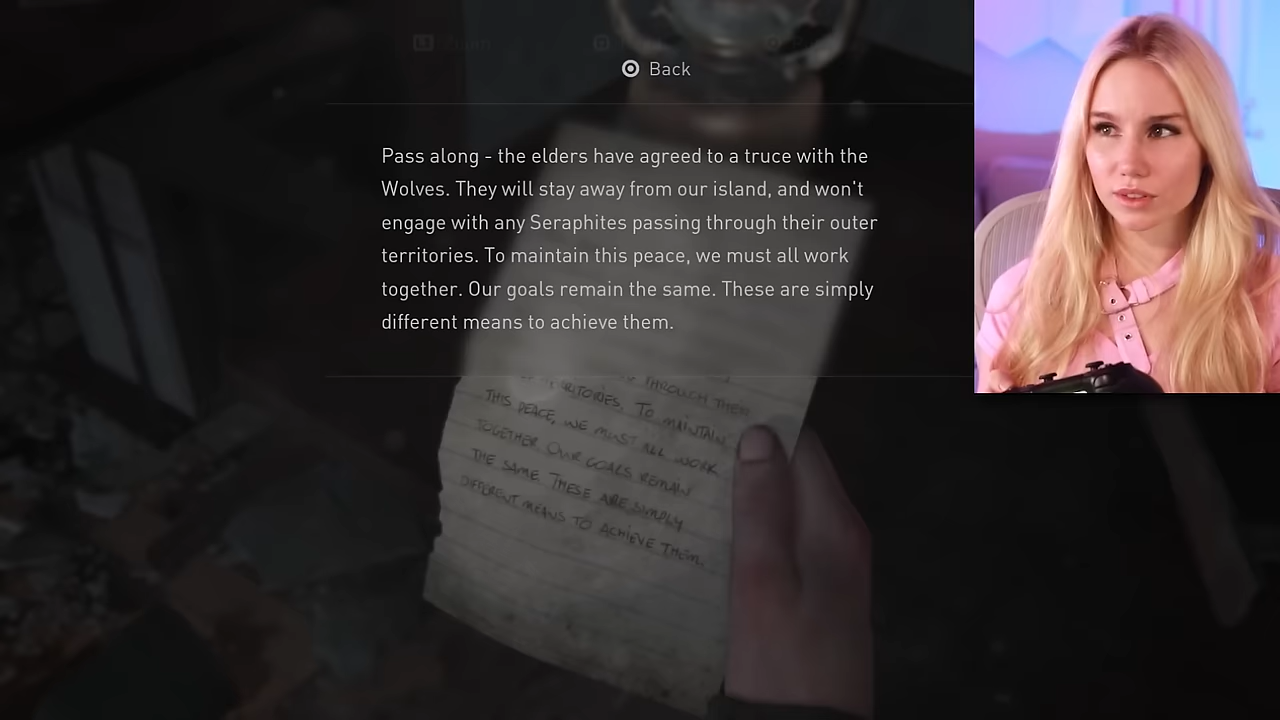 Back
Pass along - the elders have agreed to a truce with the
Wolves. They will stay away from our island, and won't
engage with any Seraphites passing through their outer
territories. To maintain this peace, we must all work
together. Our goals remain the same. These are simply
different means to achieve them.
THROUGH THEIR
TO MAINTAIN
THIS PEACE, WE MUST ALL WORK
TOGETHER. OUR GOALS REMAIN
THE SAME. THESE ARE SIMPLY
DIFFERENT MEANS TO ACHIEVE THEM.